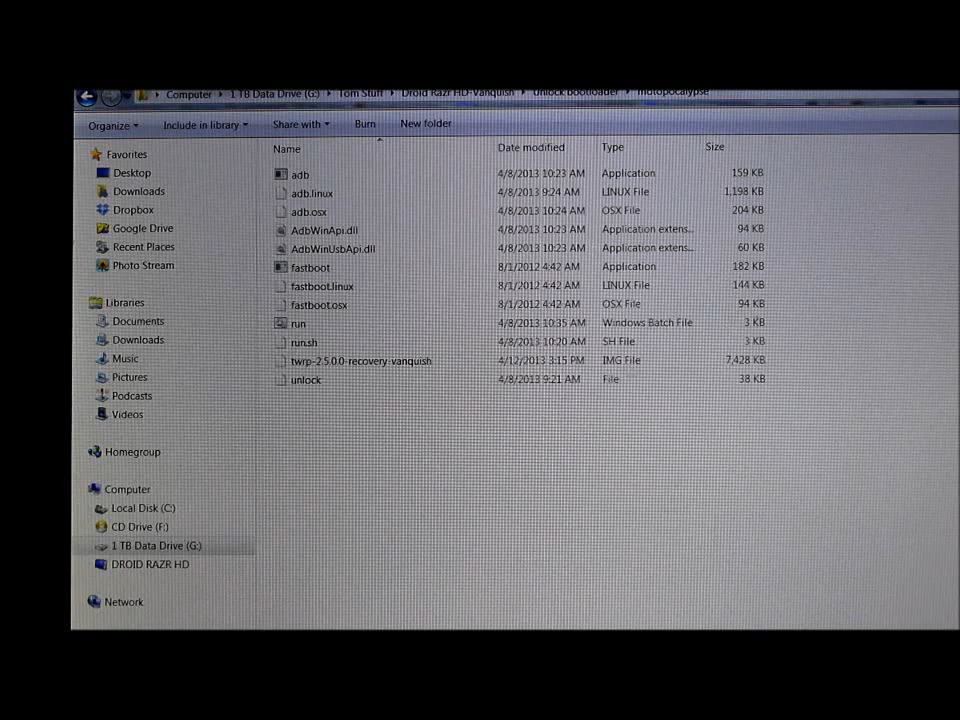 Computer ▸ 1 TB Data Drive (G:) ▸ Tom Stuff ▸ Droid Razr HD-Vanquish ▸ Unlock bootloader ▸ motopocalypse
Organize Include in library Share with Burn New folder
Name Date modified Type Size
Favorites
Desktop
Downloads
Dropbox
Google Drive
Recent Places
Photo Stream
Libraries
Documents
Downloads
Music
Pictures
Podcasts
Videos
Homegroup
Computer
Local Disk (C:)
CD Drive (F:)
1 TB Data Drive (G:)
DROID RAZR HD
Network
adb 4/8/2013 10:23 AM Application 159 KB
adb.linux 4/8/2013 9:24 AM LINUX File 1,198 KB
adb.osx 4/8/2013 10:24 AM OSX File 204 KB
AdbWinApi.dll 4/8/2013 10:23 AM Application extens... 94 KB
AdbWinUsbApi.dll 4/8/2013 10:23 AM Application extens... 60 KB
fastboot 8/1/2012 4:42 AM Application 182 KB
fastboot.linux 8/1/2012 4:42 AM LINUX File 144 KB
fastboot.osx 8/1/2012 4:42 AM OSX File 94 KB
run 4/8/2013 10:35 AM Windows Batch File 3 KB
run.sh 4/8/2013 10:20 AM SH File 3 KB
twrp-2.5.0.0-recovery-vanquish 4/12/2013 3:15 PM IMG File 7,428 KB
unlock 4/8/2013 9:21 AM File 38 KB